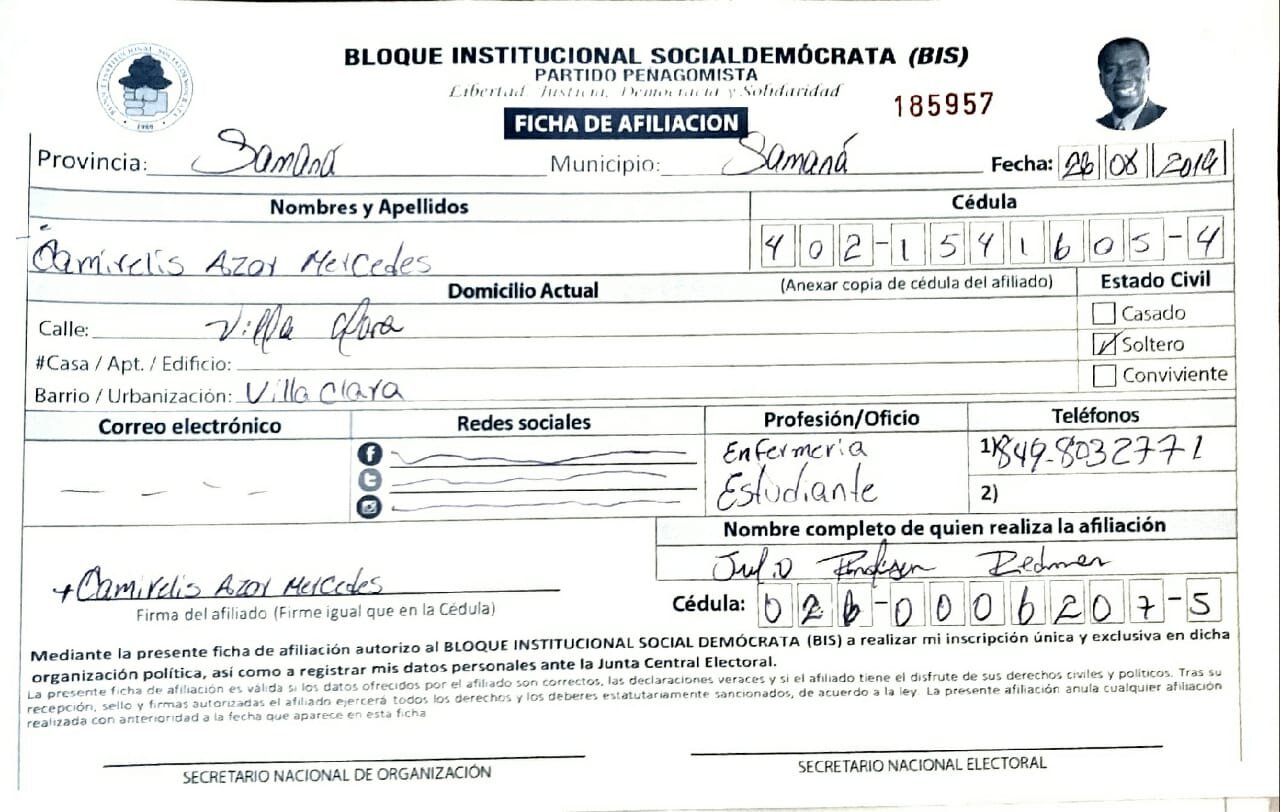 BLOQUE INSTITUCIONAL SOCIALDEMÓCRATA (BIS)
PARTIDO PENAGOMISTA
Libertad, Justicia, Democracia y Solidaridad
185957
FICHA DE AFILIACION
Provincia: Samaná Municipio: Samaná Fecha: 26 08 2019
Nombres y Apellidos Cédula
Camirelis Azor Mercedes 402-1541605-4
Domicilio Actual (Anexar copia de cédula del afiliado) Estado Civil
Calle: Villa Clara Casado
#Casa / Apt. / Edificio: Soltero
Barrio / Urbanización: Villa Clara Conviviente
Correo electrónico Redes sociales Profesión/Oficio Teléfonos
Enfermeria 1) 849-8032771
Estudiante 2)
Nombre completo de quien realiza la afiliación
Julio Redman
Camirelis Azor Mercedes
Firma del afiliado (Firme igual que en la Cédula) Cédula: 026-0006207-5
Mediante la presente ficha de afiliación autorizo al BLOQUE INSTITUCIONAL SOCIAL DEMÓCRATA (BIS) a realizar mi inscripción única y exclusiva en dicha
organización política, así como a registrar mis datos personales ante la Junta Central Electoral.
La presente ficha de afiliación es valida si los datos ofrecidos por el afiliado son correctos, las declaraciones veraces y si el afiliado tiene el disfrute de sus derechos civiles y políticos. Tras su
recepción, sello y firmas autorizadas el afiliado ejercerá todos los derechos y los deberes estatutariamente sancionados, de acuerdo a la ley. La presente afiliación anula cualquier afiliación
realizada con anterioridad a la fecha que aparece en esta ficha
SECRETARIO NACIONAL DE ORGANIZACIÓN SECRETARIO NACIONAL ELECTORAL